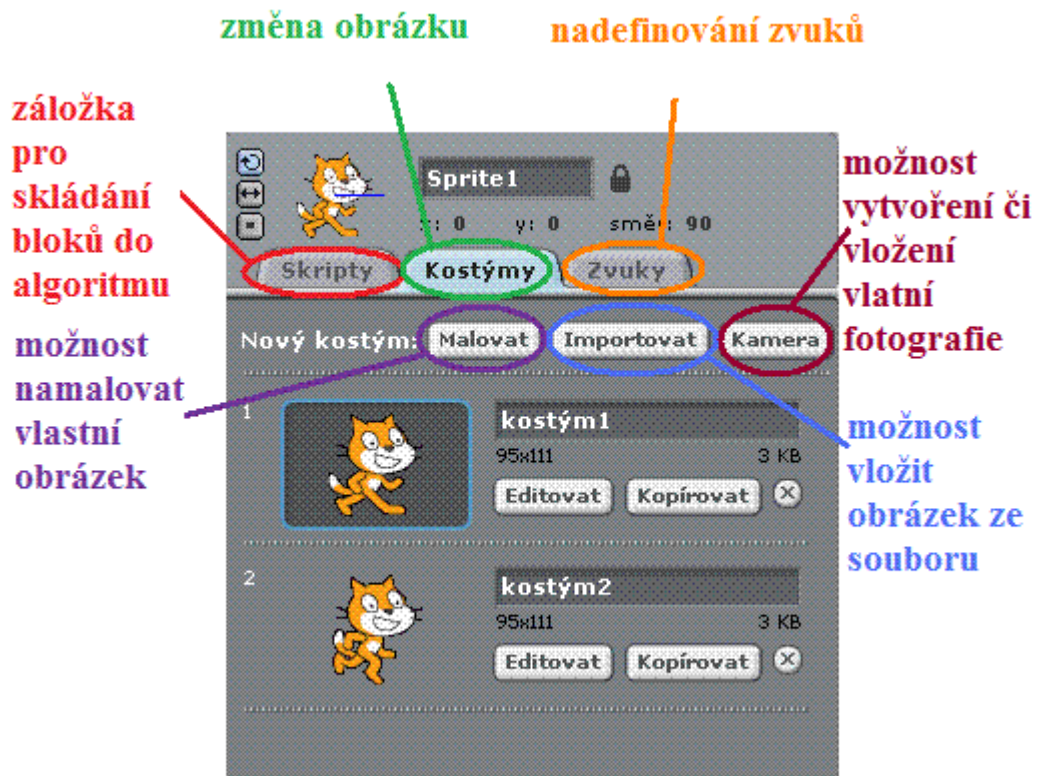 změna obrázku
nadefinování zvuků
záložka
pro
skládání
bloků do
algoritmu
možnost
namalovat
vlastní
obrázek
Sprite1
x: 0 y: 0 směr: 90
Skripty Kostýmy Zvuky
Nový kostým: Malovat Importovat Kamera
1
kostým1
95x111 3 KB
Editovat Kopírovat
2
kostým2
95x111 3 KB
Editovat Kopírovat
možnost
vytvoření či
vložení
vlatní
fotografie
možnost
vložit
obrázek ze
souboru